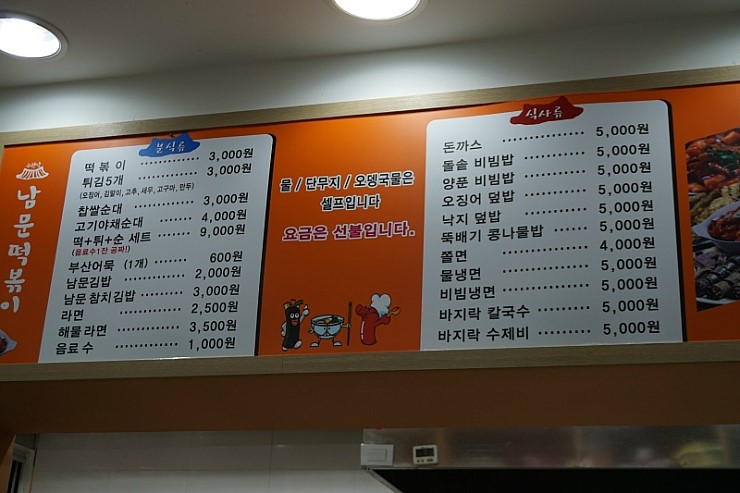 남문떡볶이
분식류
떡 볶 이 3,000원
튀김5개 3,000원
(오징어, 김말이, 고추, 새우, 고구마, 만두)
찹쌀순대 3,000원
고기야채순대 4,000원
떡+튀+순 세트 9,000원
(음료수1잔 공짜!)
부산어묵 (1개) 600원
남문김밥 2,000원
남문 참치김밥 3,000원
라면 2,500원
해물 라면 3,500원
음료 수 1,000원
물 / 단무지 / 오뎅국물은
셀프입니다
요금은 선불입니다.
식사류
돈까스 5,000원
돌솥 비빔밥 5,000원
양푼 비빔밥 5,000원
오징어 덮밥 5,000원
낙지 덮밥 5,000원
뚝배기 콩나물밥 5,000원
쫄면 4,000원
물냉면 5,000원
비빔냉면 5,000원
바지락 칼국수 5,000원
바지락 수제비 5,000원